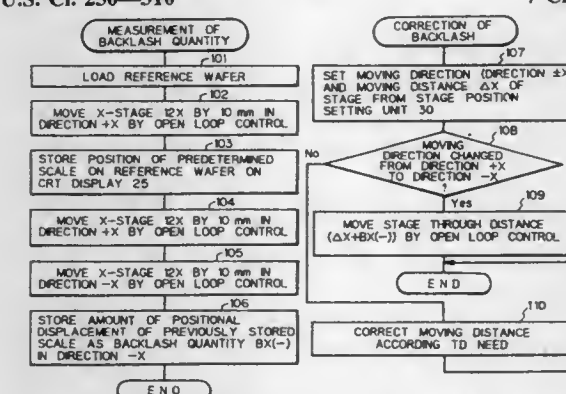 U.S. Cl. 250—310
MEASUREMENT OF
BACKLASH QUANTITY
101
LOAD REFERENCE WAFER
102
MOVE X-STAGE 12X BY 10 mm IN
DIRECTION +X BY OPEN LOOP CONTROL
103
STORE POSITION OF PREDETERMINED
SCALE ON REFERENCE WAFER ON
CRT DISPLAY 25
104
MOVE X-STAGE 12X BY 10 mm IN
DIRECTION +X BY OPEN LOOP CONTROL
105
MOVE X-STAGE 12X BY 10 mm IN
DIRECTION -X BY OPEN LOOP CONTROL
106
STORE AMOUNT OF POSITIONAL
DISPLACEMENT OF PREVIOUSLY STORED
SCALE AS BACKLASH QUANTITY BX(-)
IN DIRECTION -X
END
7 Cl
CORRECTION OF
BACKLASH
107
SET MOVING DIRECTION (DIRECTION ±X
AND MOVING DISTANCE ΔX OF
STAGE FROM STAGE POSITION
SETTING UNIT 30
108
No
MOVING
DIRECTION CHANGED
FROM DIRECTION +X
TO DIRECTION -X
?
Yes
109
MOVE STAGE THROUGH DISTANCE
(ΔX+BX(-)) BY OPEN LOOP CONTROL
END
110
CORRECT MOVING DISTANCE
ACCORDING TO NEED